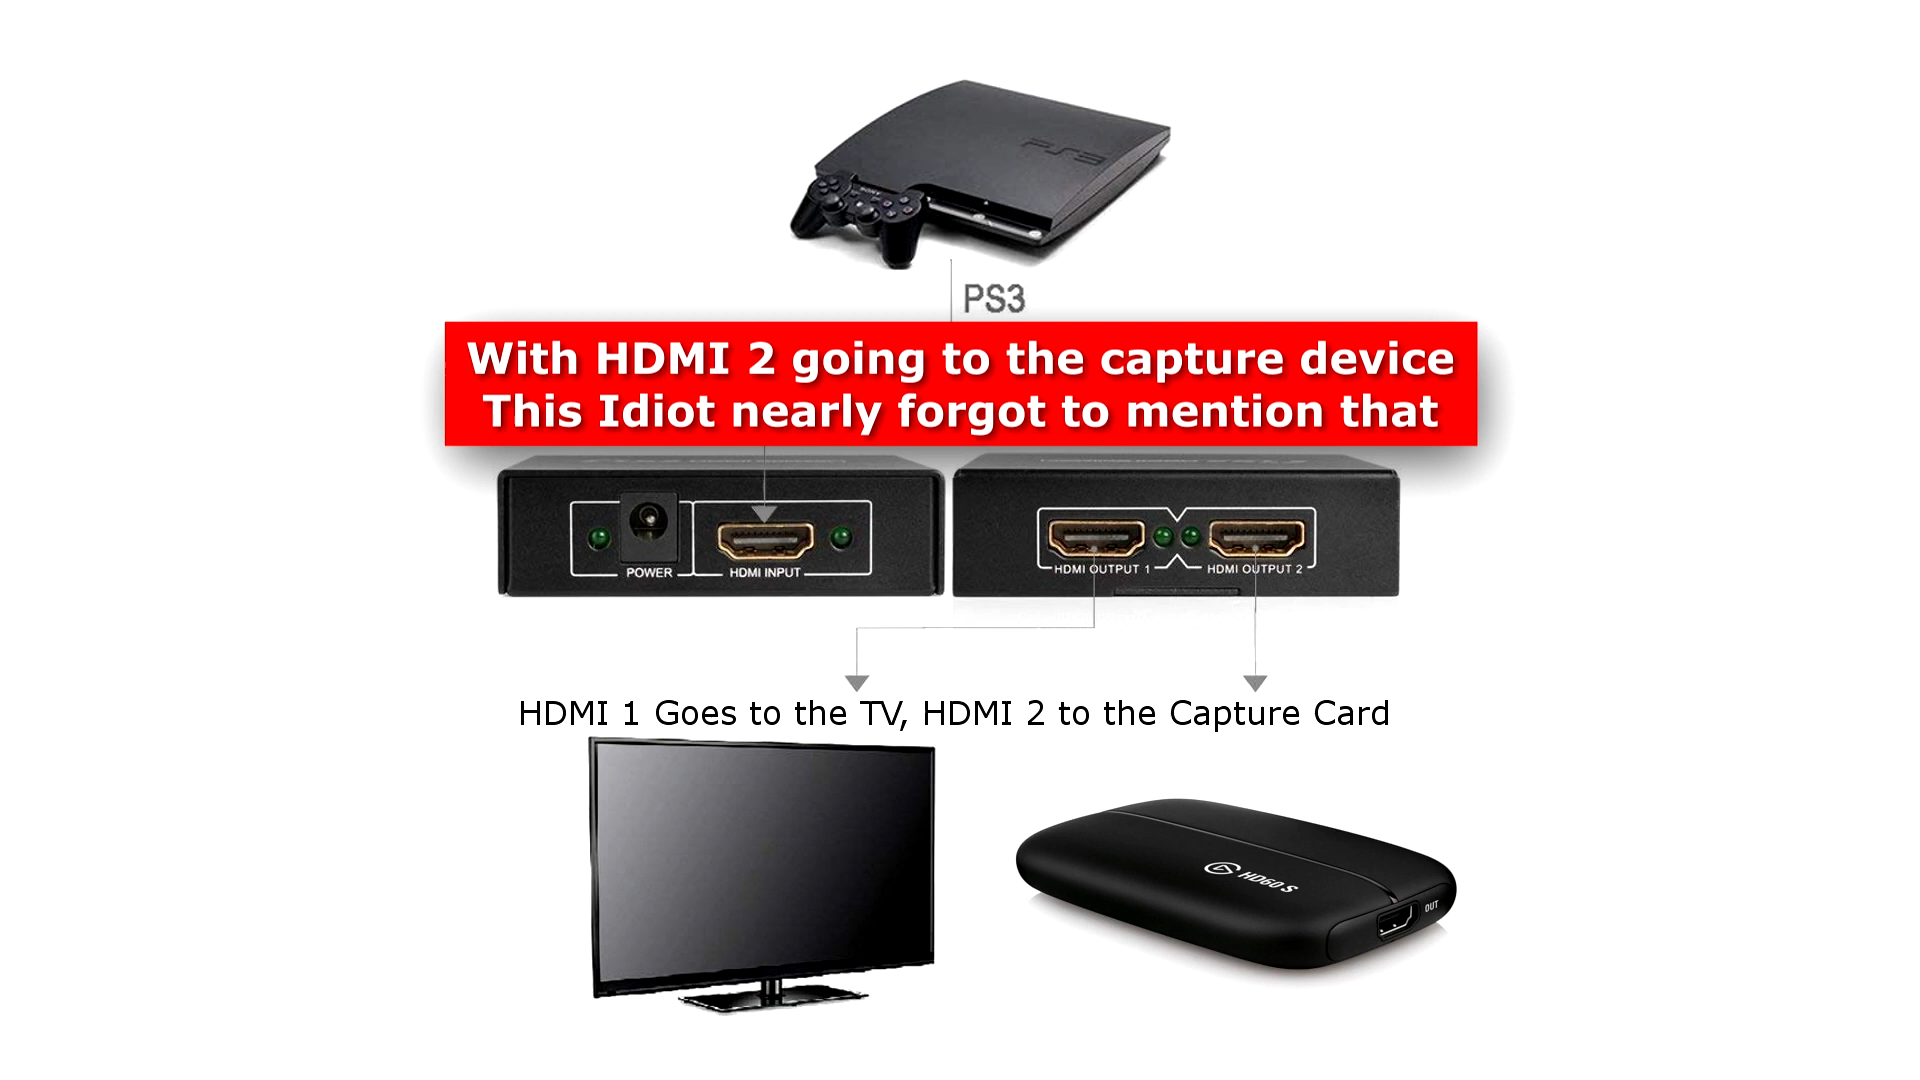 PS3
SONY
PS3
With HDMI 2 going to the capture device
This Idiot nearly forgot to mention that
POWER
HDMI INPUT
HDMI OUTPUT 1
HDMI OUTPUT 2
HDMI 1 Goes to the TV, HDMI 2 to the Capture Card
HD60 S
OUT